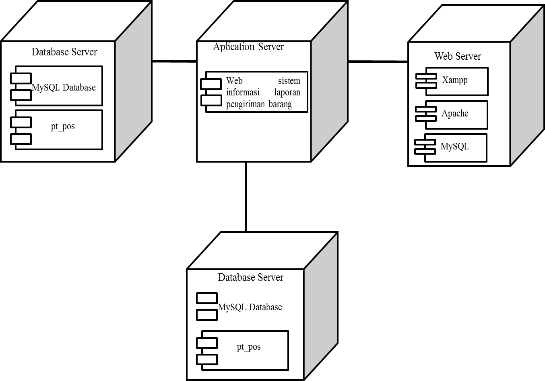 Database Server
MySQL Database
pt_pos
Aplication Server
Web sistem
informasi laporan
pengiriman barang
Web Server
Xampp
Apache
MySQL
Database Server
MySQL Database
pt_pos